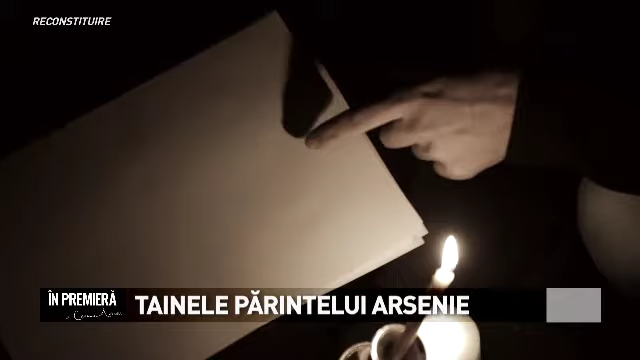 RECONSTITUIRE
ÎN PREMIERĂ
TAINELE PĂRINTELUI ARSENIE